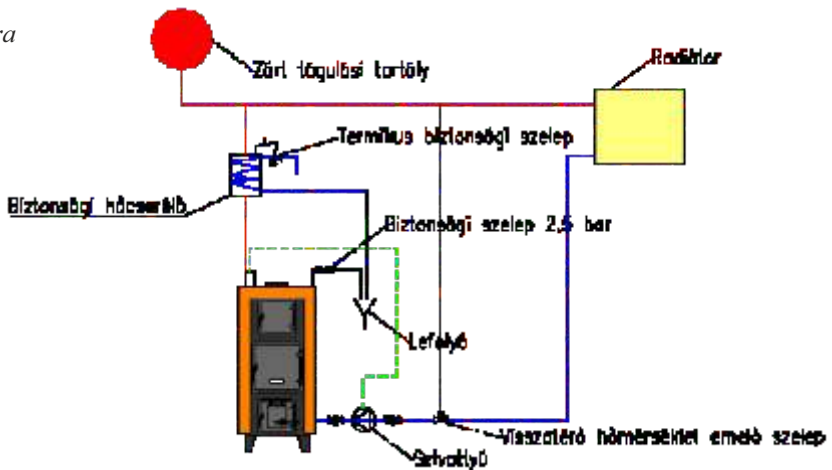 ra
Zárt tágulási tartály
Radiátor
Termikus biztonsági szelep
Biztonsági hőcserélő
Biztonsági szelep 2,5 bar
Lefolyó
Visszatérő hőmérséklet emelő szelep
Szivattyú